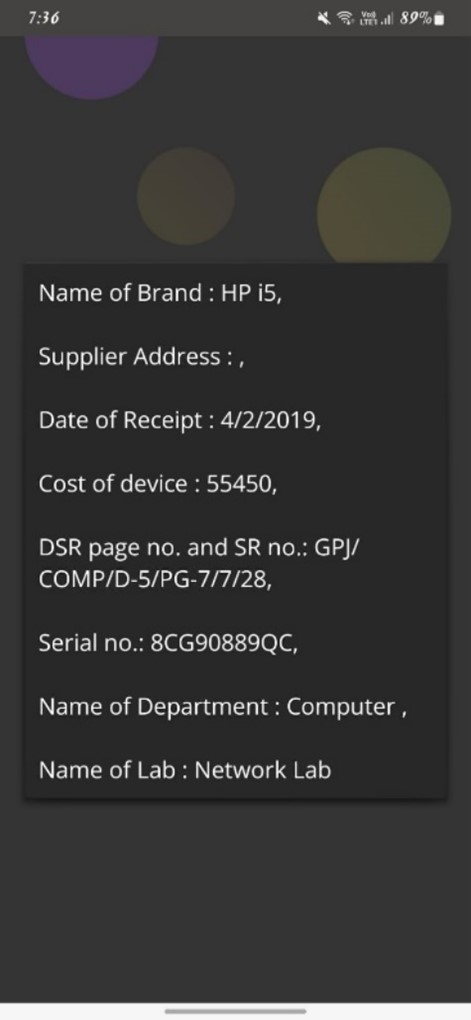 7:36
Vo))
LTE1
89%
Name of Brand : HP i5,
Supplier Address : ,
Date of Receipt : 4/2/2019,
Cost of device : 55450,
DSR page no. and SR no.: GPJ/
COMP/D-5/PG-7/7/28,
Serial no.: 8CG90889QC,
Name of Department : Computer ,
Name of Lab : Network Lab